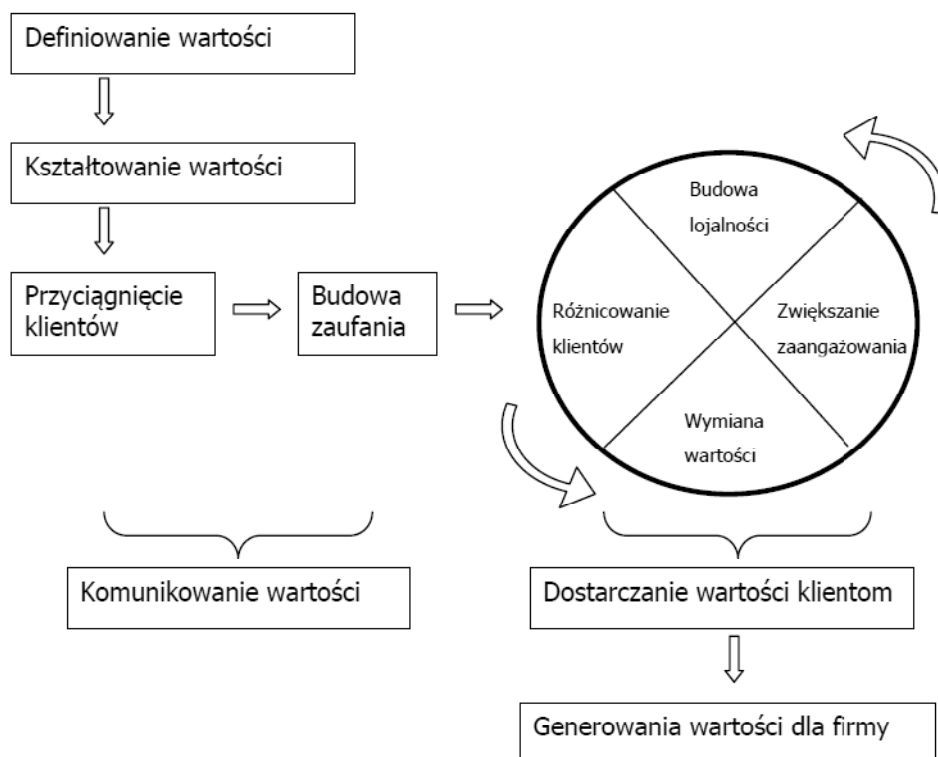 Definiowanie wartości
Kształtowanie wartości
Przyciągnięcie
klientów
Budowa
zaufania
Budowa
lojalności
Różnicowanie
klientów
Zwiększanie
zaangażowania
Wymiana
wartości
Komunikowanie wartości
Dostarczanie wartości klientom
Generowania wartości dla firmy